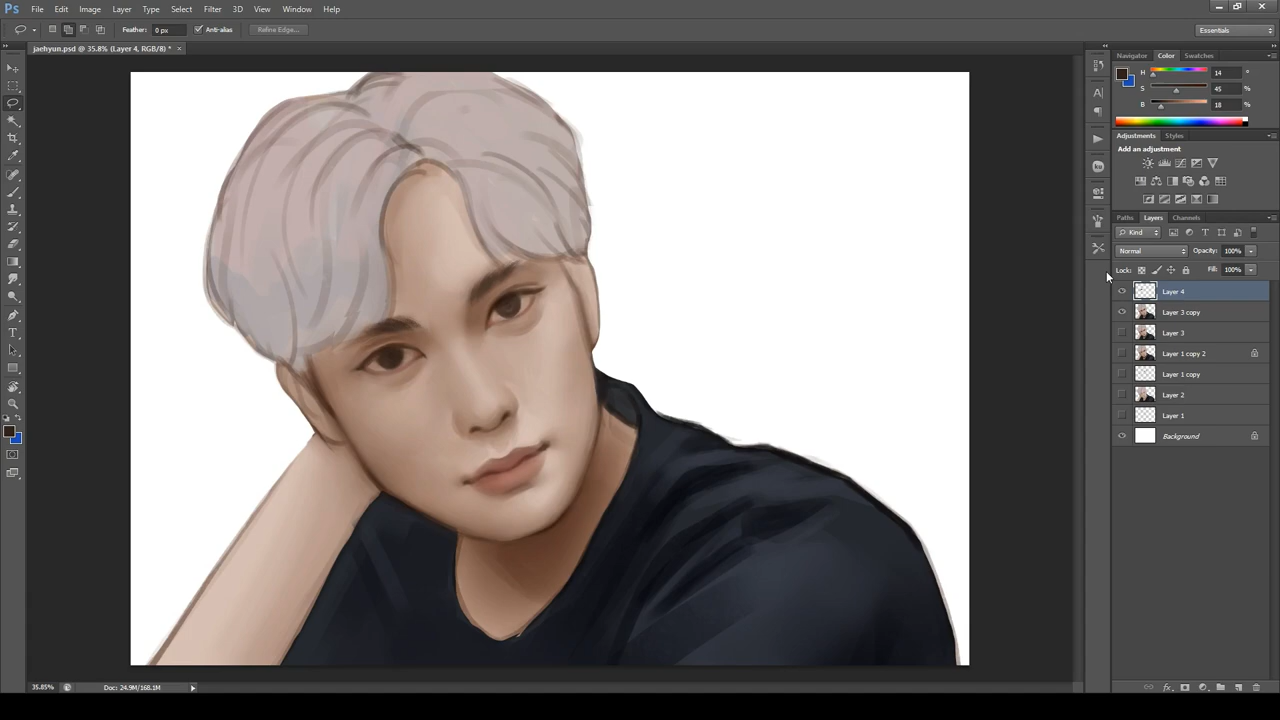 Ps File Edit Image Layer Type Select Filter 3D View Window Help
Feather: 0 px Anti-alias Refine Edge... Essentials
jaehyun.psd @ 35.8% (Layer 4, RGB/8) * ×
Navigator Color Swatches
H 14 °
S 45 %
B 18 %
Adjustments Styles
Add an adjustment
Paths Layers Channels
Kind
Normal Opacity: 100%
Lock: Fill: 100%
Layer 4
Layer 3 copy
Layer 3
Layer 1 copy 2
Layer 1 copy
Layer 2
Layer 1
Background
35.85% Doc: 24.9M/168.1M